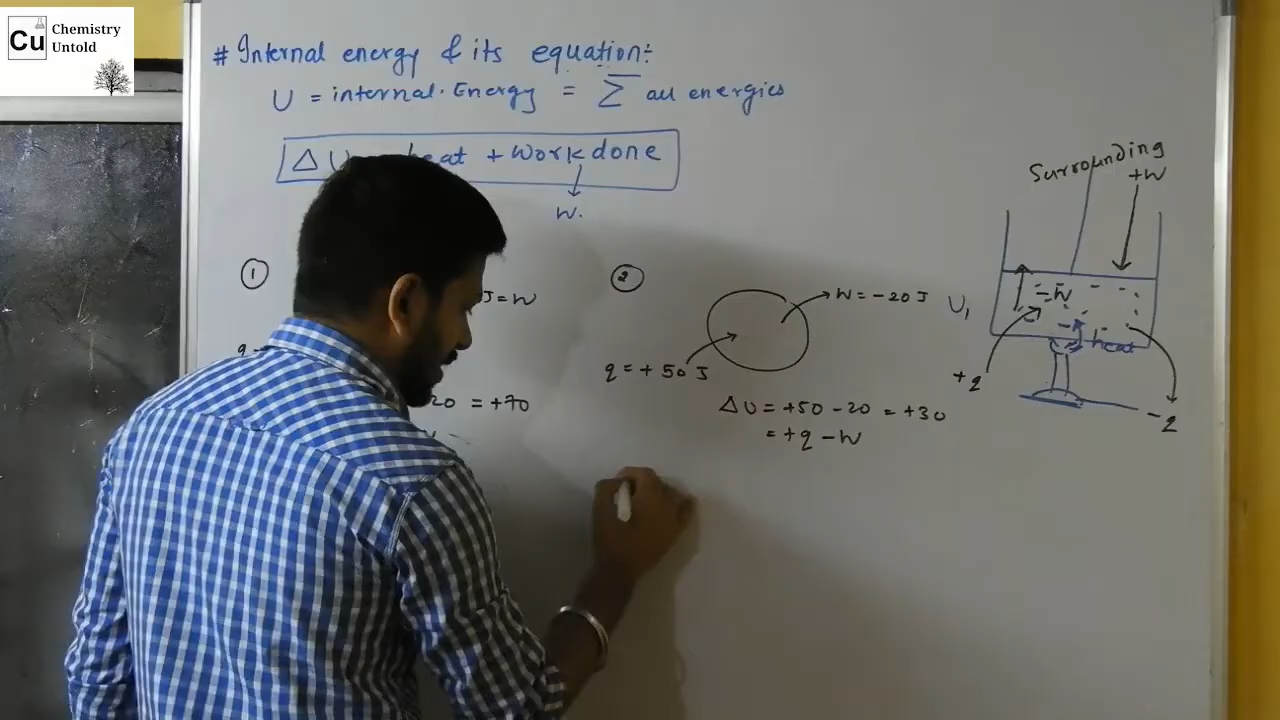 Cu Chemistry
Untold
# Internal energy & its equation:
U = internal. Energy = Σ all energies
Δ U heat + work done
W.
Surrounding
+W
①
J = W
②
W = -20 J
q = +50 J
U₁
-W
heat
+q
-q
20 = +70
ΔU = +50 -20 = +30
= +q - W